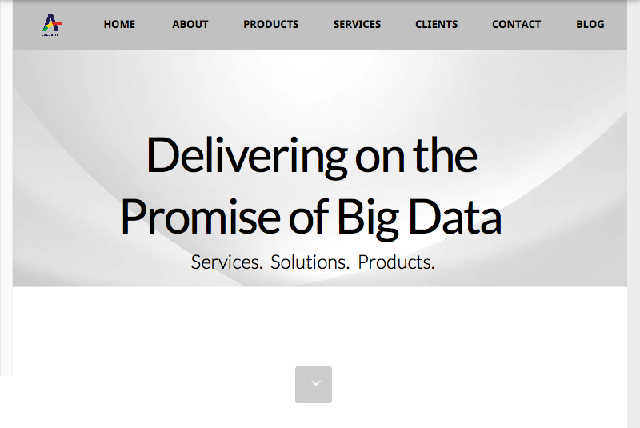 HOME ABOUT PRODUCTS SERVICES CLIENTS CONTACT BLOG
Delivering on the
Promise of Big Data
Services. Solutions. Products.